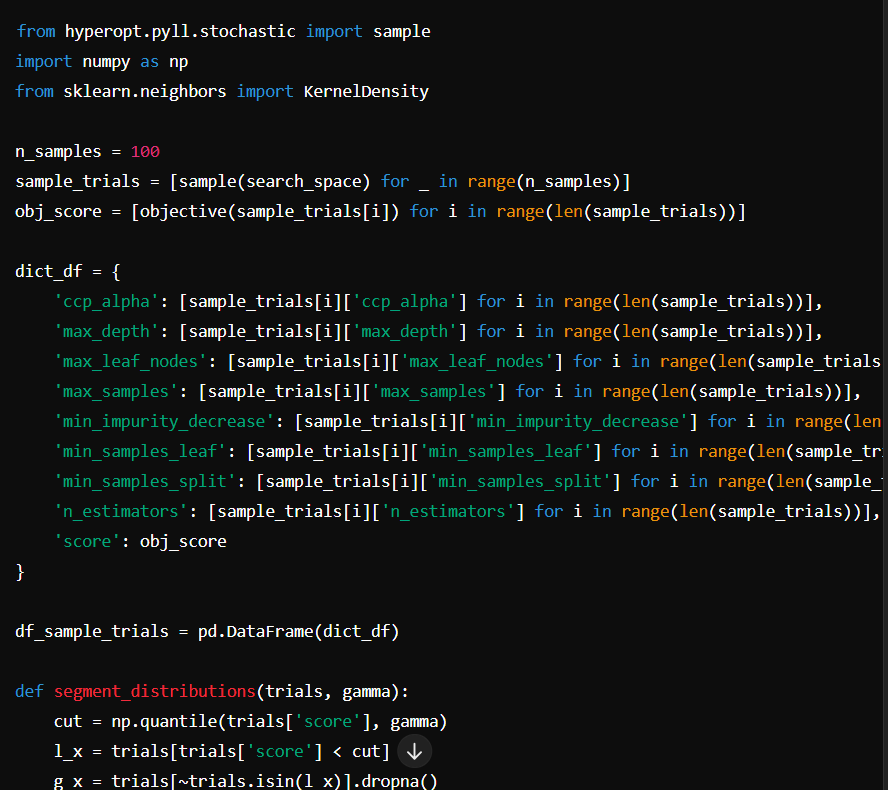 from hyperopt.pyll.stochastic import sample
import numpy as np
from sklearn.neighbors import KernelDensity
n_samples = 100
sample_trials = [sample(search_space) for _ in range(n_samples)]
obj_score = [objective(sample_trials[i]) for i in range(len(sample_trials))]
dict_df = {
    'ccp_alpha': [sample_trials[i]['ccp_alpha'] for i in range(len(sample_trials))],
    'max_depth': [sample_trials[i]['max_depth'] for i in range(len(sample_trials))],
    'max_leaf_nodes': [sample_trials[i]['max_leaf_nodes'] for i in range(len(sample_trials
    'max_samples': [sample_trials[i]['max_samples'] for i in range(len(sample_trials))],
    'min_impurity_decrease': [sample_trials[i]['min_impurity_decrease'] for i in range(len
    'min_samples_leaf': [sample_trials[i]['min_samples_leaf'] for i in range(len(sample_tr
    'min_samples_split': [sample_trials[i]['min_samples_split'] for i in range(len(sample_
    'n_estimators': [sample_trials[i]['n_estimators'] for i in range(len(sample_trials))],
    'score': obj_score
}
df_sample_trials = pd.DataFrame(dict_df)
def segment_distributions(trials, gamma):
    cut = np.quantile(trials['score'], gamma)
    l_x = trials[trials['score'] < cut]
    g_x = trials[~trials.isin(l_x)].dropna()